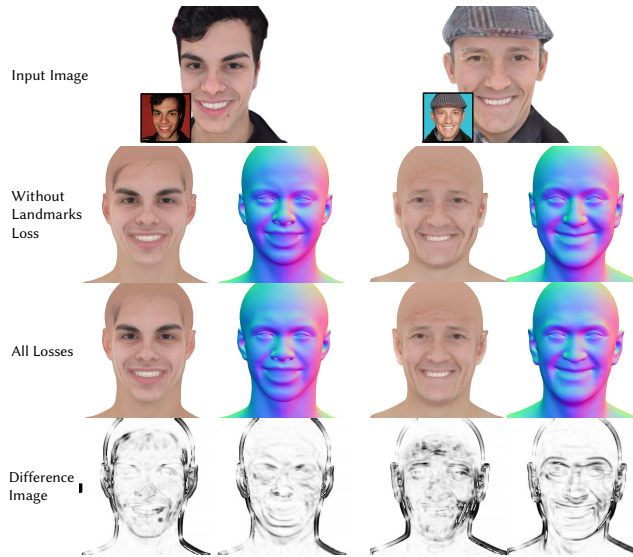 Input Image
Without
Landmarks
Loss
All Losses
Difference
Image